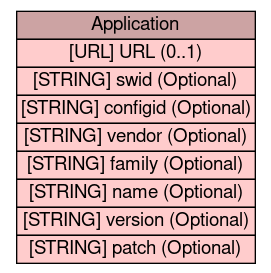 Application
[URL] URL (0..1)
[STRING] swid (Optional)
[STRING] configid (Optional)
[STRING] vendor (Optional)
[STRING] family (Optional)
[STRING] name (Optional)
[STRING] version (Optional)
[STRING] patch (Optional)